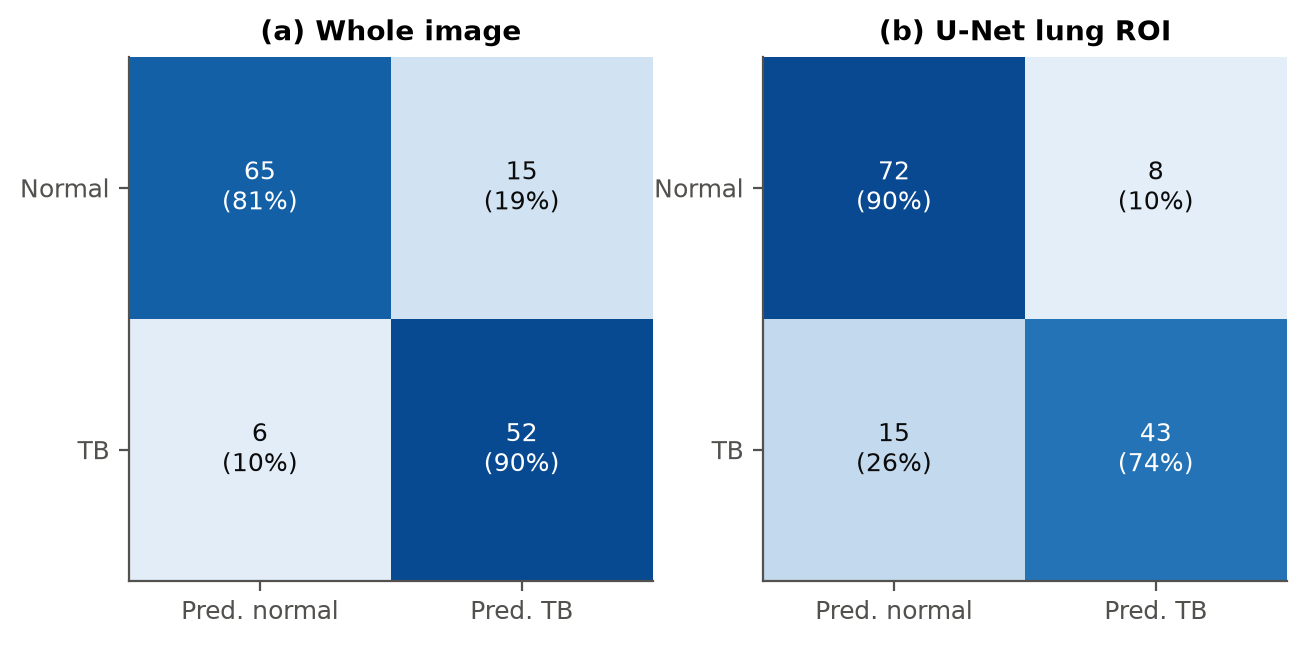 (a) Whole image
Normal
65
(81%)
15
(19%)
TB
6
(10%)
52
(90%)
Pred. normal
Pred. TB
(b) U-Net lung ROI
Normal
72
(90%)
8
(10%)
TB
15
(26%)
43
(74%)
Pred. normal
Pred. TB